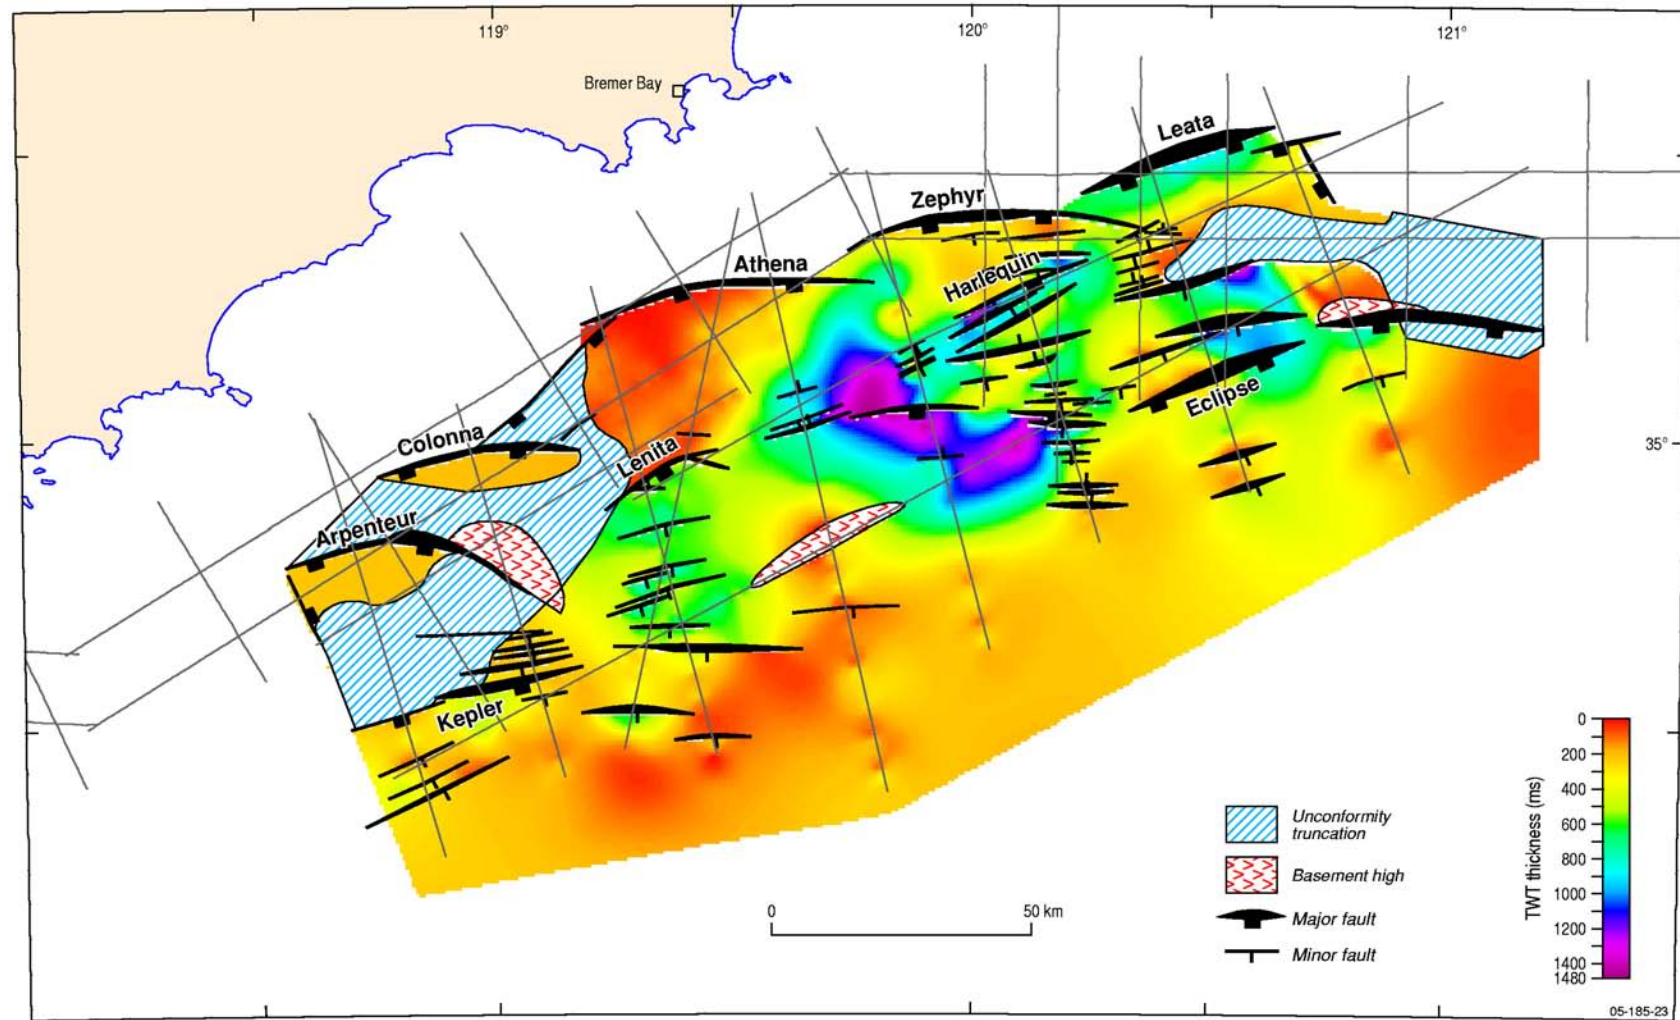 119°
120°
121°
Bremer Bay
Leata
Zephyr
Athena
Harlequin
Eclipse
Colonna
Lenita
35°
Arpenteur
Kepler
0
50 km
Unconformity
truncation
Basement high
Major fault
Minor fault
TWT thickness (ms)
0
200
400
600
800
1000
1200
1400
1480
05-185-23